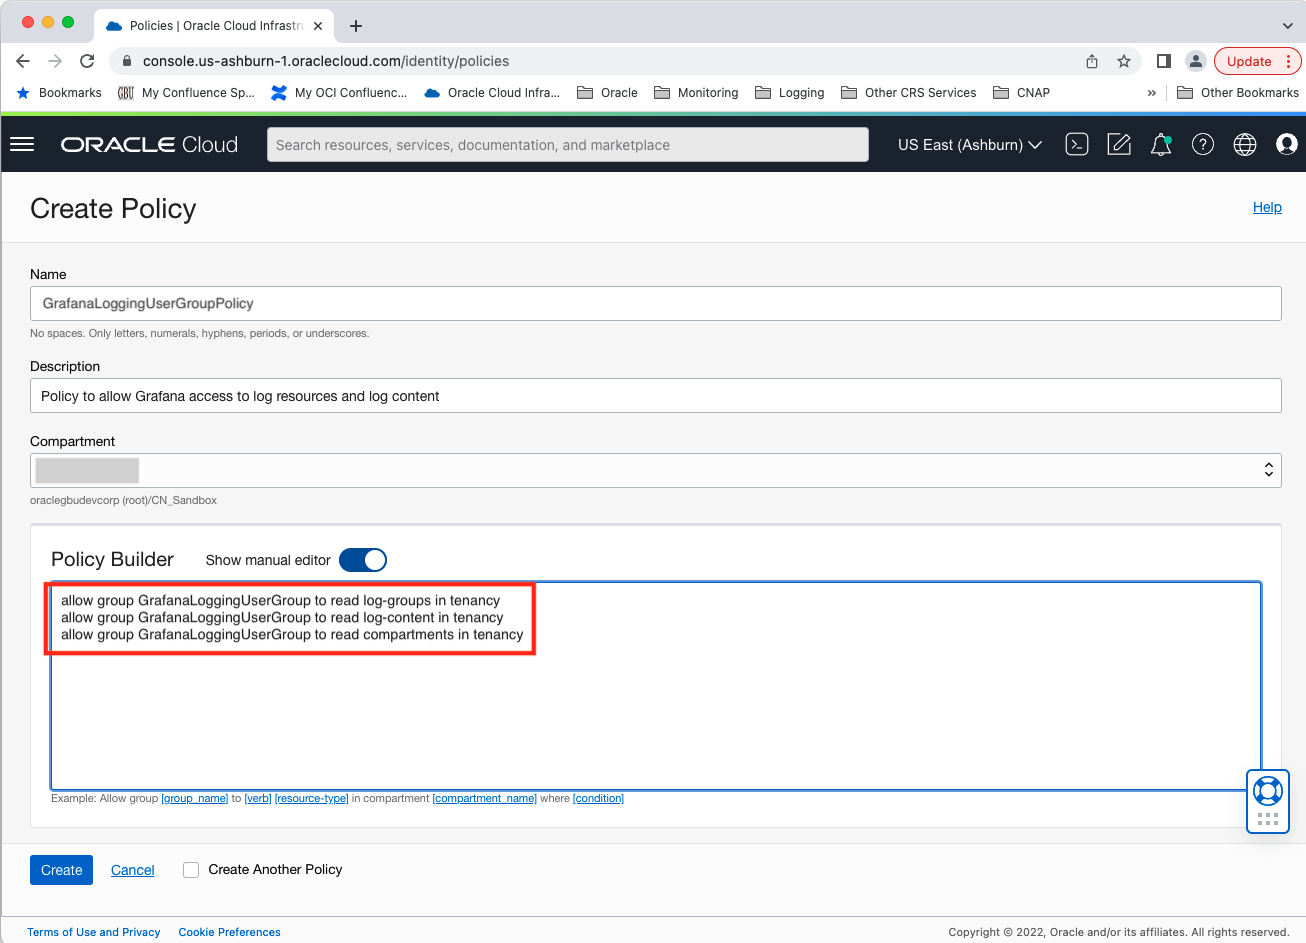 Policies | Oracle Cloud Infrastru
console.us-ashburn-1.oraclecloud.com/identity/policies
Update
Bookmarks
My Confluence Sp...
My OCI Confluenc...
Oracle Cloud Infra...
Oracle
Monitoring
Logging
Other CRS Services
CNAP
»
Other Bookmarks
ORACLE Cloud
Search resources, services, documentation, and marketplace
US East (Ashburn)
Create Policy
Help
Name
GrafanaLoggingUserGroupPolicy
No spaces. Only letters, numerals, hyphens, periods, or underscores.
Description
Policy to allow Grafana access to log resources and log content
Compartment
oraclegbudevcorp (root)/CN_Sandbox
Policy Builder
Show manual editor
allow group GrafanaLoggingUserGroup to read log-groups in tenancy
allow group GrafanaLoggingUserGroup to read log-content in tenancy
allow group GrafanaLoggingUserGroup to read compartments in tenancy
Example: Allow group [group_name] to [verb] [resource-type] in compartment [compartment_name] where [condition]
Create
Cancel
Create Another Policy
Terms of Use and Privacy
Cookie Preferences
Copyright © 2022, Oracle and/or its affiliates. All rights reserved.